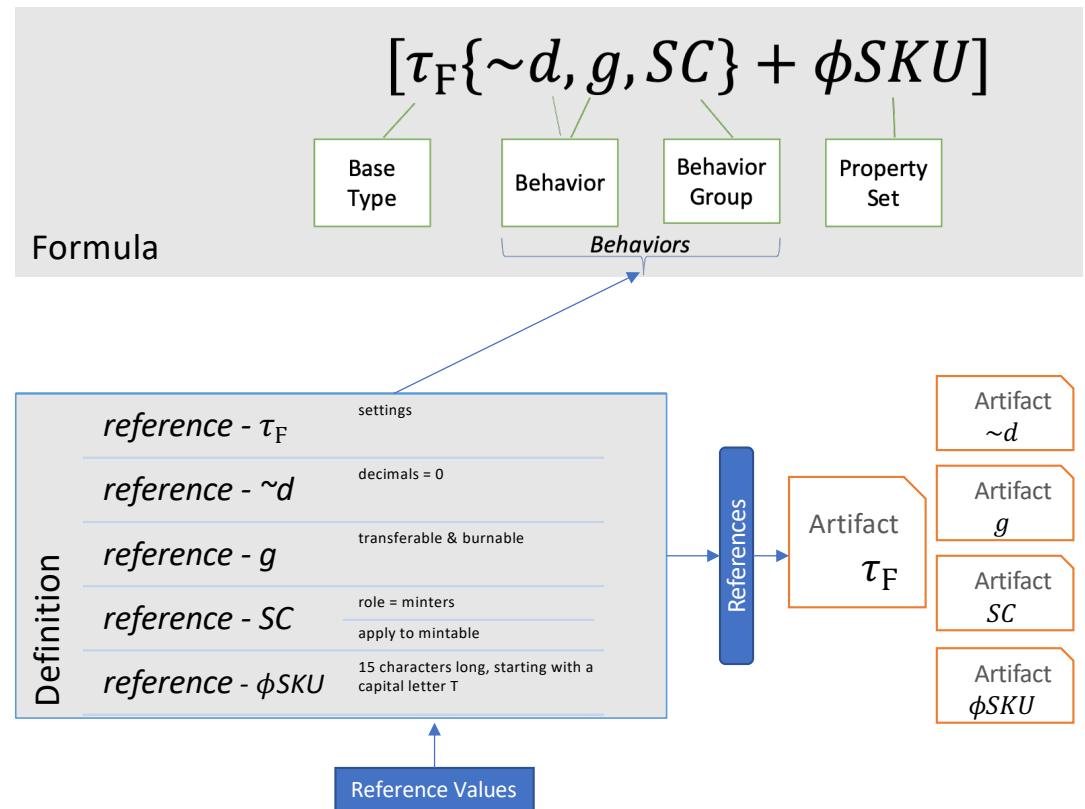 [τF{~d, g, SC} + ϕSKU]
Base
Type
Behavior
Behavior
Group
Property
Set
Formula
Behaviors
Definition
reference - τF
settings
reference - ~d
decimals = 0
reference - g
transferable & burnable
reference - SC
role = minters
apply to mintable
reference - ϕSKU
15 characters long, starting with a
capital letter T
Reference Values
References
Artifact
τF
Artifact
~d
Artifact
g
Artifact
SC
Artifact
ϕSKU